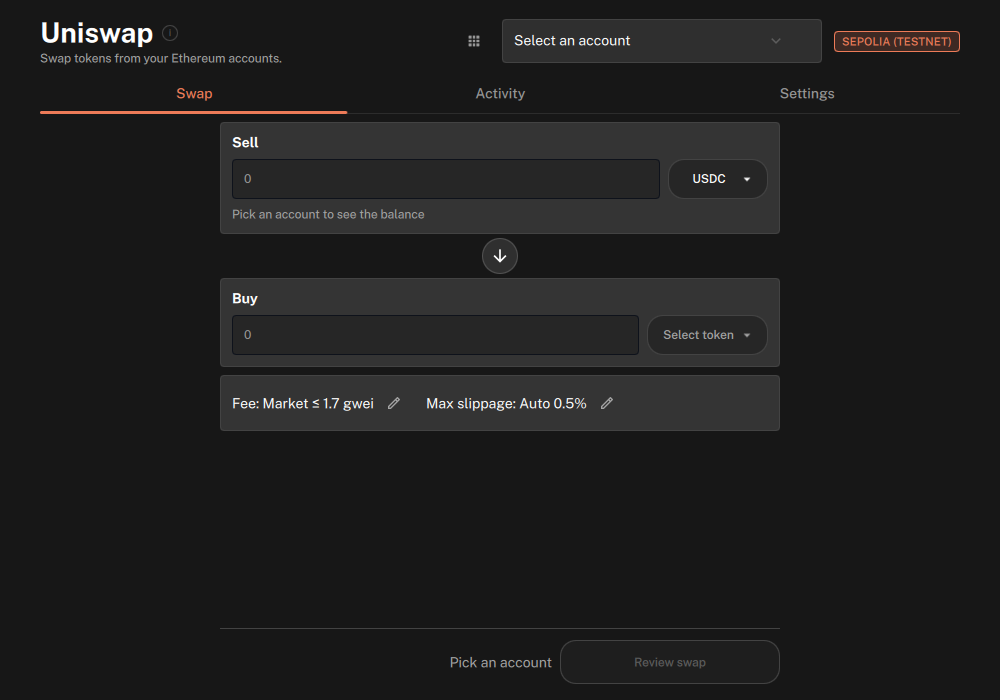 Uniswap
Swap tokens from your Ethereum accounts.
Select an account
SEPOLIA (TESTNET)
Swap
Activity
Settings
Sell
0
USDC
Pick an account to see the balance
Buy
0
Select token
Fee: Market ≤ 1.7 gwei
Max slippage: Auto 0.5%
Pick an account
Review swap